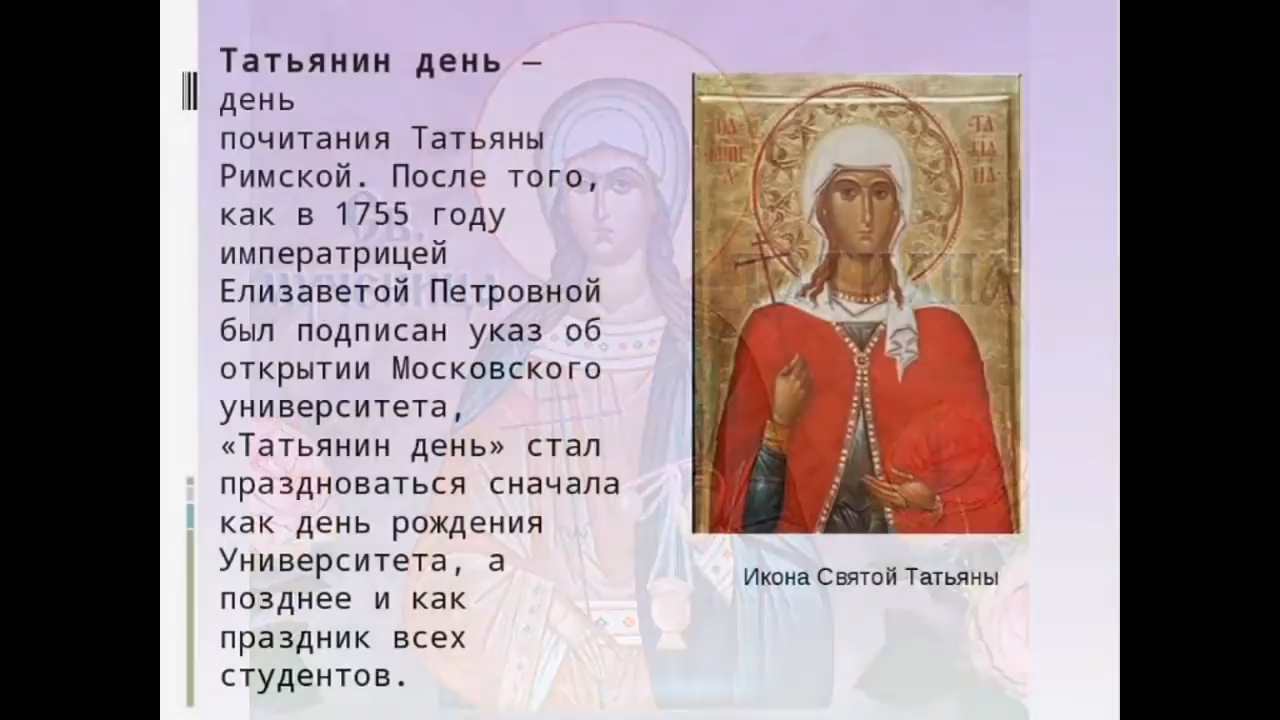 Татьянин день —
день
почитания Татьяны
Римской. После того,
как в 1755 году
императрицей
Елизаветой Петровной
был подписан указ об
открытии Московского
университета,
«Татьянин день» стал
праздноваться сначала
как день рождения
Университета, а
позднее и как
праздник всех
студентов.
Икона Святой Татьяны